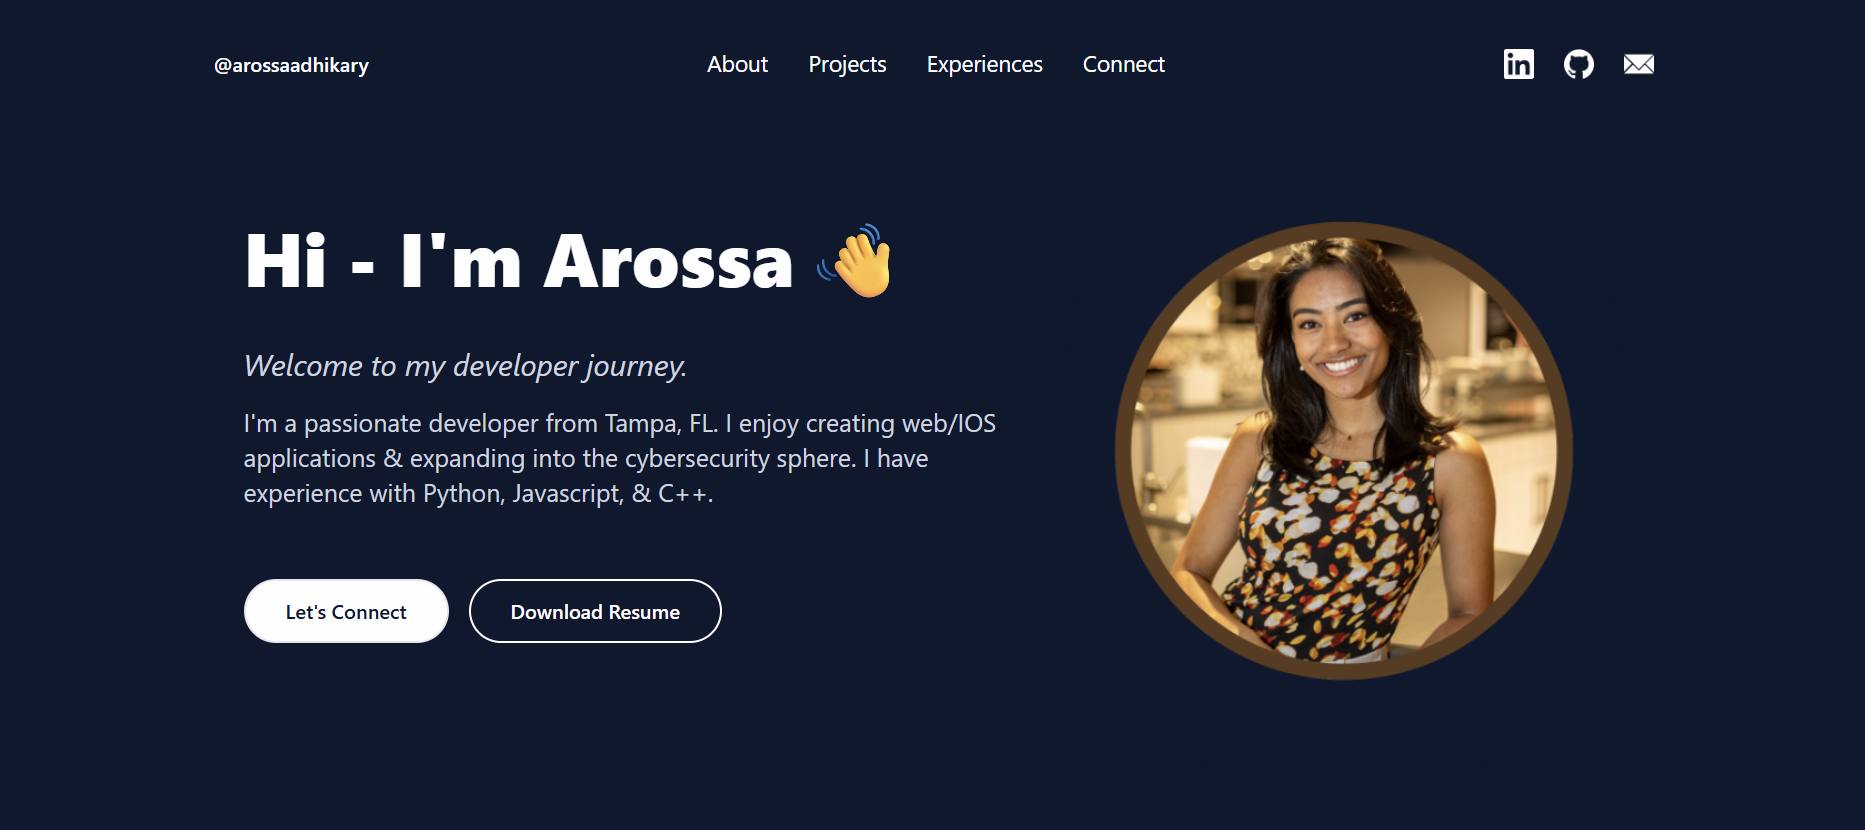 @arossaadhikary
About
Projects
Experiences
Connect
in
Hi - I'm Arossa 👋
Welcome to my developer journey.
I'm a passionate developer from Tampa, FL. I enjoy creating web/IOS
applications & expanding into the cybersecurity sphere. I have
experience with Python, Javascript, & C++.
Let's Connect
Download Resume